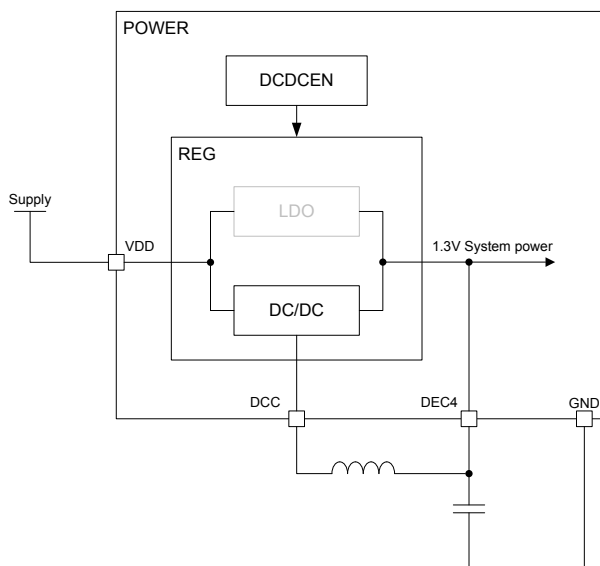 POWER
DCDCEN
REG
Supply
LDO
VDD
1.3V System power
DC/DC
DCC
DEC4
GND